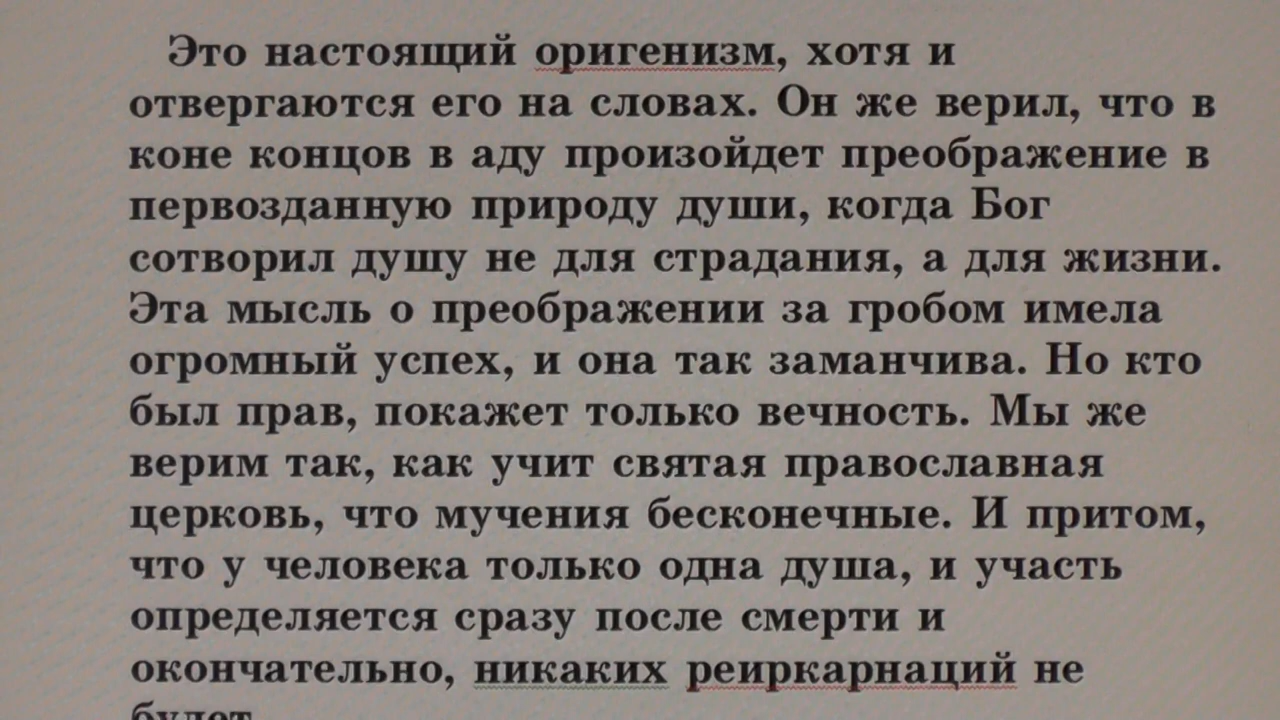 Это настоящий оригенизм, хотя и
отвергаются его на словах. Он же верил, что в
коне концов в аду произойдет преображение в
первозданную природу души, когда Бог
сотворил душу не для страдания, а для жизни.
Эта мысль о преображении за гробом имела
огромный успех, и она так заманчива. Но кто
был прав, покажет только вечность. Мы же
верим так, как учит святая православная
церковь, что мучения бесконечные. И притом,
что у человека только одна душа, и участь
определяется сразу после смерти и
окончательно, никаких реиркарнаций не
будет